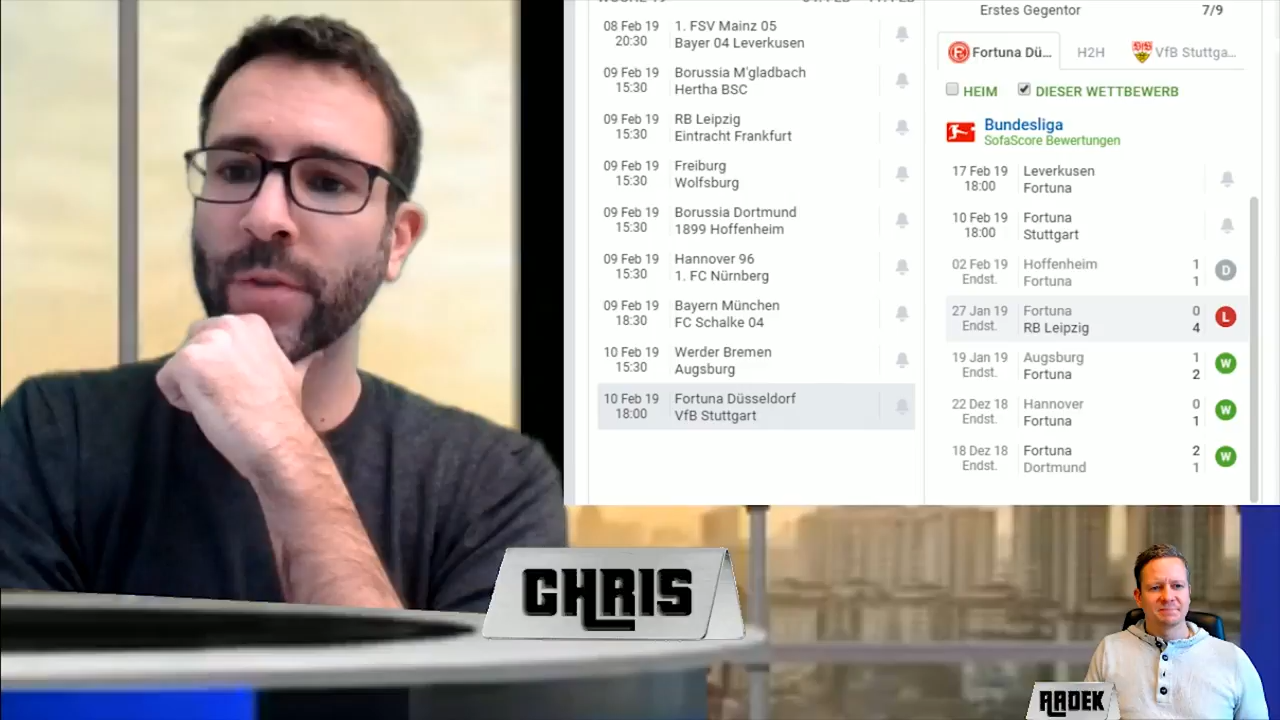 08 Feb 19
20:30
1. FSV Mainz 05
Bayer 04 Leverkusen
09 Feb 19
15:30
Borussia M'gladbach
Hertha BSC
09 Feb 19
15:30
RB Leipzig
Eintracht Frankfurt
09 Feb 19
15:30
Freiburg
Wolfsburg
09 Feb 19
15:30
Borussia Dortmund
1899 Hoffenheim
09 Feb 19
15:30
Hannover 96
1. FC Nürnberg
09 Feb 19
18:30
Bayern München
FC Schalke 04
10 Feb 19
15:30
Werder Bremen
Augsburg
10 Feb 19
18:00
Fortuna Düsseldorf
VfB Stuttgart
Erstes Gegentor 7/9
Fortuna Dü... H2H VfB Stuttga...
HEIM DIESER WETTBEWERB
Bundesliga
SofaScore Bewertungen
17 Feb 19
18:00
Leverkusen
Fortuna
10 Feb 19
18:00
Fortuna
Stuttgart
02 Feb 19
Endst.
Hoffenheim 1
Fortuna 1
D
27 Jan 19
Endst.
Fortuna 0
RB Leipzig 4
L
19 Jan 19
Endst.
Augsburg 1
Fortuna 2
W
22 Dez 18
Endst.
Hannover 0
Fortuna 1
W
18 Dez 18
Endst.
Fortuna 2
Dortmund 1
W
CHRIS
RADEK